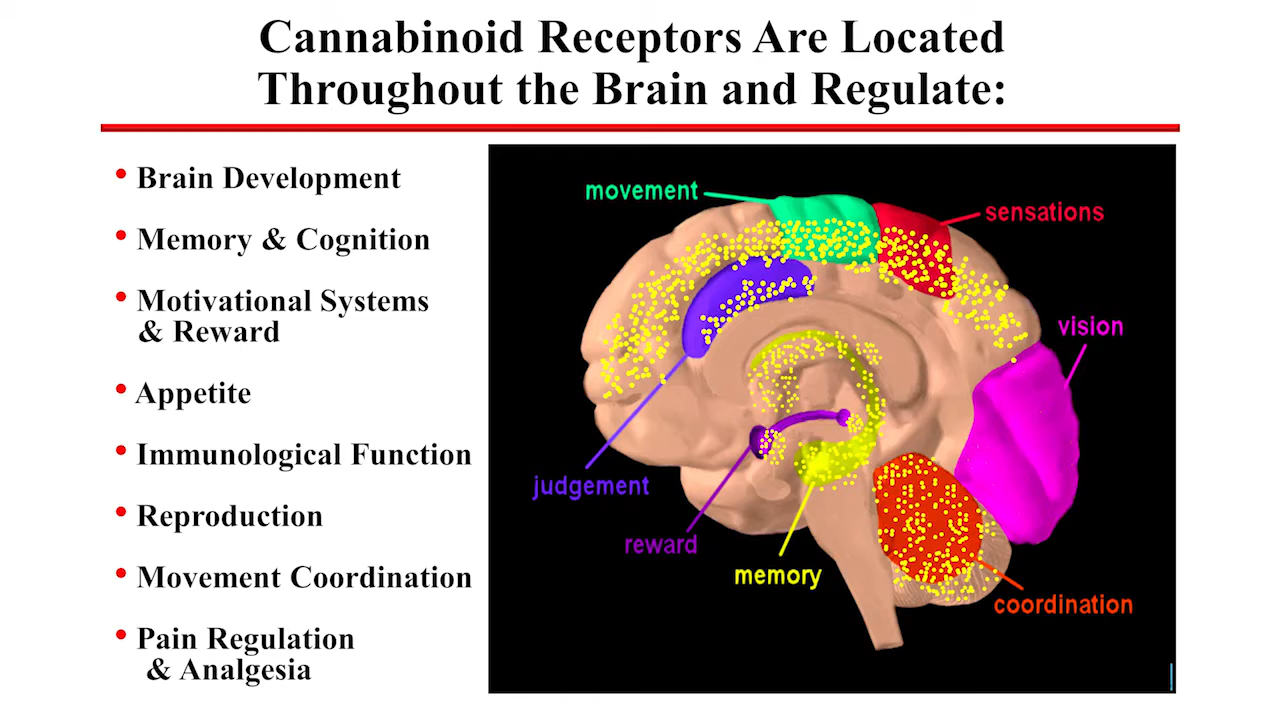 Cannabinoid Receptors Are Located
Throughout the Brain and Regulate:
• Brain Development
• Memory & Cognition
• Motivational Systems
& Reward
• Appetite
• Immunological Function
• Reproduction
• Movement Coordination
• Pain Regulation
& Analgesia
movement
sensations
vision
judgement
reward
memory
coordination